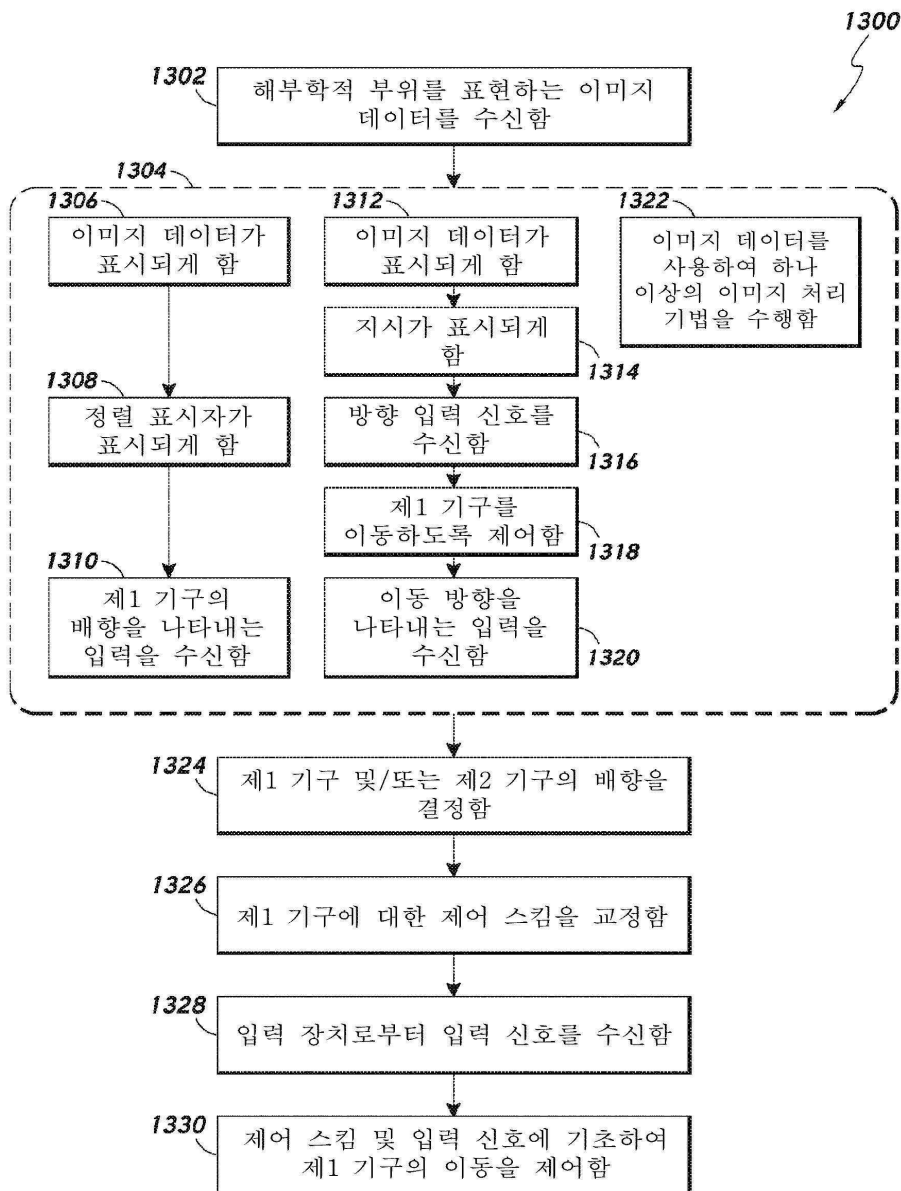 1300
1302
해부학적 부위를 표현하는 이미지
데이터를 수신함
1304
1306
이미지 데이터가
표시되게 함
1308
정렬 표시자가
표시되게 함
1310
제1 기구의
배향을 나타내는
입력을 수신함
1312
이미지 데이터가
표시되게 함
지시가 표시되게
함
1314
방향 입력 신호를
수신함
1316
제1 기구를
이동하도록 제어함
1318
이동 방향을
나타내는 입력을
수신함
1320
1322
이미지 데이터를
사용하여 하나
이상의 이미지 처리
기법을 수행함
1324
제1 기구 및/또는 제2 기구의 배향을
결정함
1326
제1 기구에 대한 제어 스킴을 교정함
1328
입력 장치로부터 입력 신호를 수신함
1330
제어 스킴 및 입력 신호에 기초하여
제1 기구의 이동을 제어함